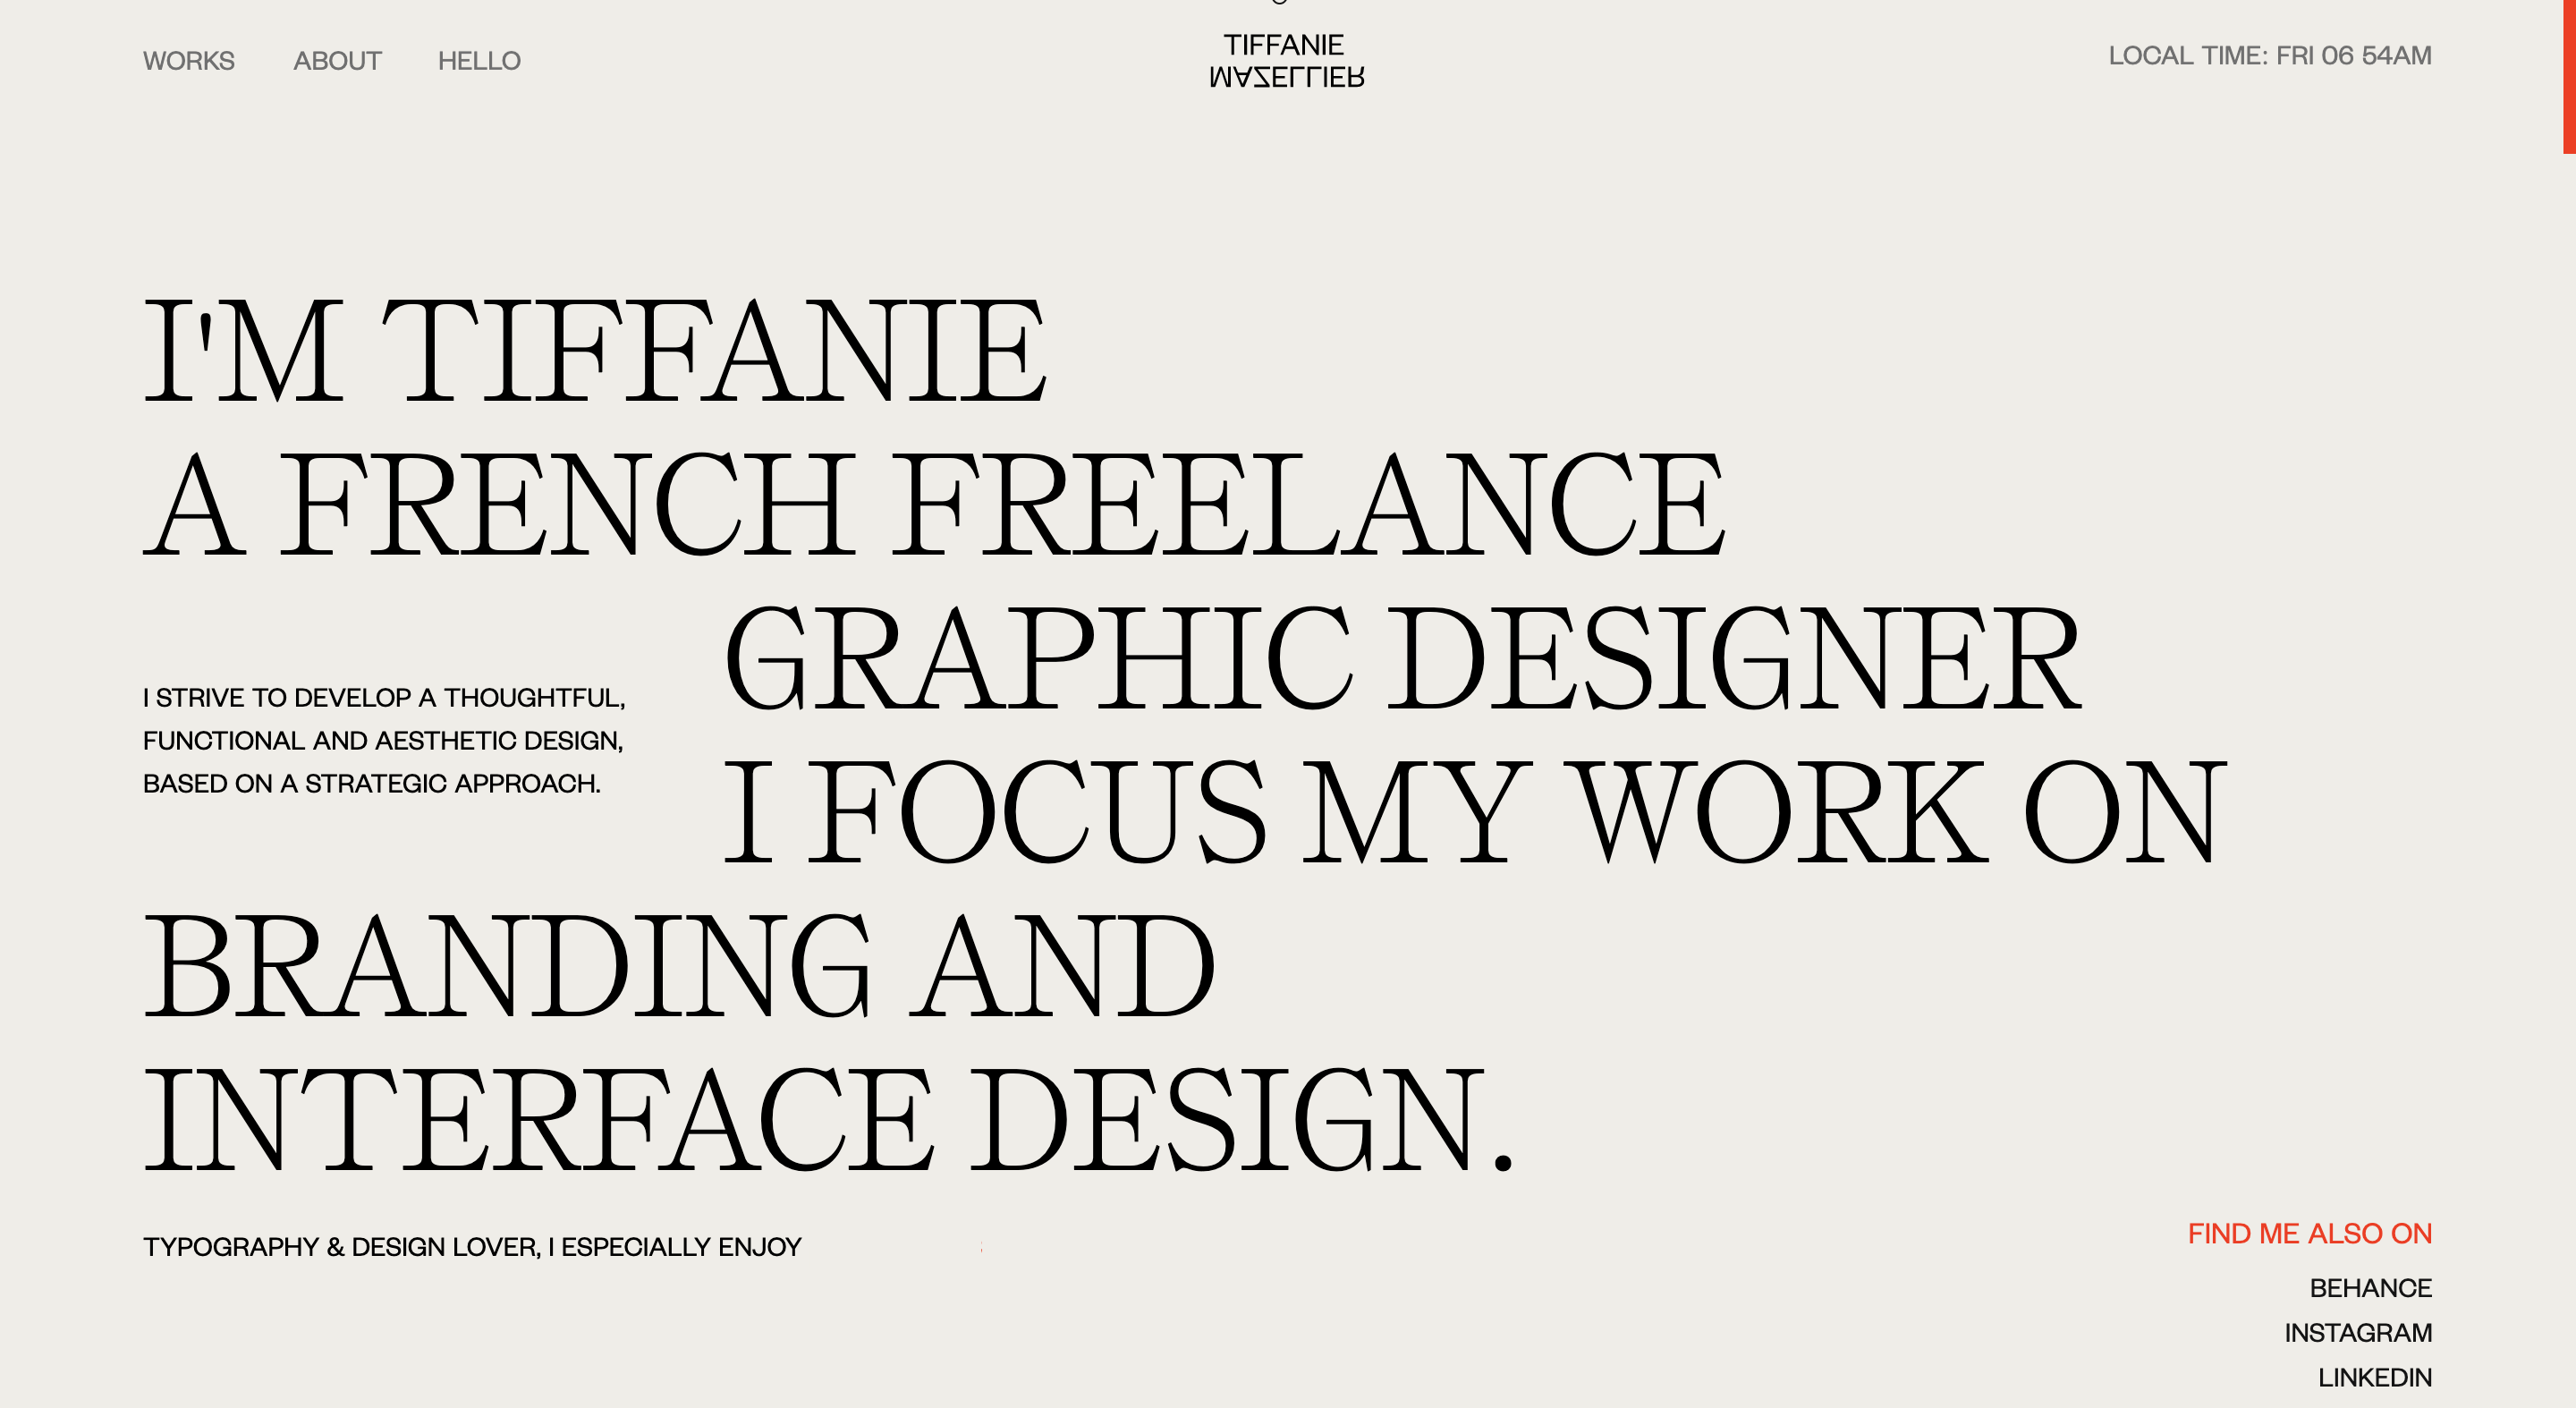 WORKS ABOUT HELLO
TIFFANIE
MAZELLIER
LOCAL TIME: FRI 06 54AM
I'M TIFFANIE
A FRENCH FREELANCE
GRAPHIC DESIGNER
I STRIVE TO DEVELOP A THOUGHTFUL,
FUNCTIONAL AND AESTHETIC DESIGN,
BASED ON A STRATEGIC APPROACH.
I FOCUS MY WORK ON
BRANDING AND
INTERFACE DESIGN.
TYPOGRAPHY & DESIGN LOVER, I ESPECIALLY ENJOY
FIND ME ALSO ON
BEHANCE
INSTAGRAM
LINKEDIN